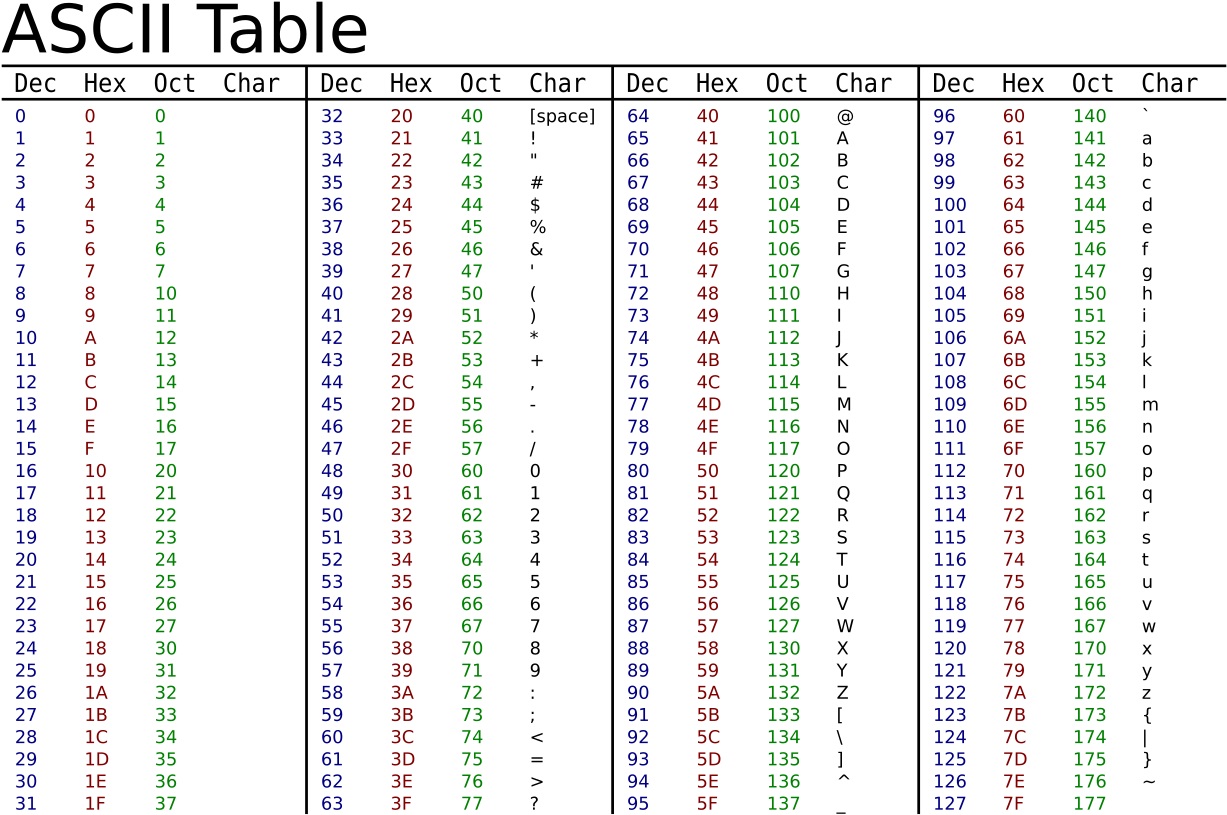 ASCII Table
Dec Hex Oct Char Dec Hex Oct Char Dec Hex Oct Char Dec Hex Oct Char
0 0 0 32 20 40 [space] 64 40 100 @ 96 60 140 `
1 1 1 33 21 41 ! 65 41 101 A 97 61 141 a
2 2 2 34 22 42 " 66 42 102 B 98 62 142 b
3 3 3 35 23 43 # 67 43 103 C 99 63 143 c
4 4 4 36 24 44 $ 68 44 104 D 100 64 144 d
5 5 5 37 25 45 % 69 45 105 E 101 65 145 e
6 6 6 38 26 46 & 70 46 106 F 102 66 146 f
7 7 7 39 27 47 ' 71 47 107 G 103 67 147 g
8 8 10 40 28 50 ( 72 48 110 H 104 68 150 h
9 9 11 41 29 51 ) 73 49 111 I 105 69 151 i
10 A 12 42 2A 52 * 74 4A 112 J 106 6A 152 j
11 B 13 43 2B 53 + 75 4B 113 K 107 6B 153 k
12 C 14 44 2C 54 , 76 4C 114 L 108 6C 154 l
13 D 15 45 2D 55 - 77 4D 115 M 109 6D 155 m
14 E 16 46 2E 56 . 78 4E 116 N 110 6E 156 n
15 F 17 47 2F 57 / 79 4F 117 O 111 6F 157 o
16 10 20 48 30 60 0 80 50 120 P 112 70 160 p
17 11 21 49 31 61 1 81 51 121 Q 113 71 161 q
18 12 22 50 32 62 2 82 52 122 R 114 72 162 r
19 13 23 51 33 63 3 83 53 123 S 115 73 163 s
20 14 24 52 34 64 4 84 54 124 T 116 74 164 t
21 15 25 53 35 65 5 85 55 125 U 117 75 165 u
22 16 26 54 36 66 6 86 56 126 V 118 76 166 v
23 17 27 55 37 67 7 87 57 127 W 119 77 167 w
24 18 30 56 38 70 8 88 58 130 X 120 78 170 x
25 19 31 57 39 71 9 89 59 131 Y 121 79 171 y
26 1A 32 58 3A 72 : 90 5A 132 Z 122 7A 172 z
27 1B 33 59 3B 73 ; 91 5B 133 [ 123 7B 173 {
28 1C 34 60 3C 74 < 92 5C 134 \ 124 7C 174 |
29 1D 35 61 3D 75 = 93 5D 135 ] 125 7D 175 }
30 1E 36 62 3E 76 > 94 5E 136 ^ 126 7E 176 ~
31 1F 37 63 3F 77 ? 95 5F 137 _ 127 7F 177